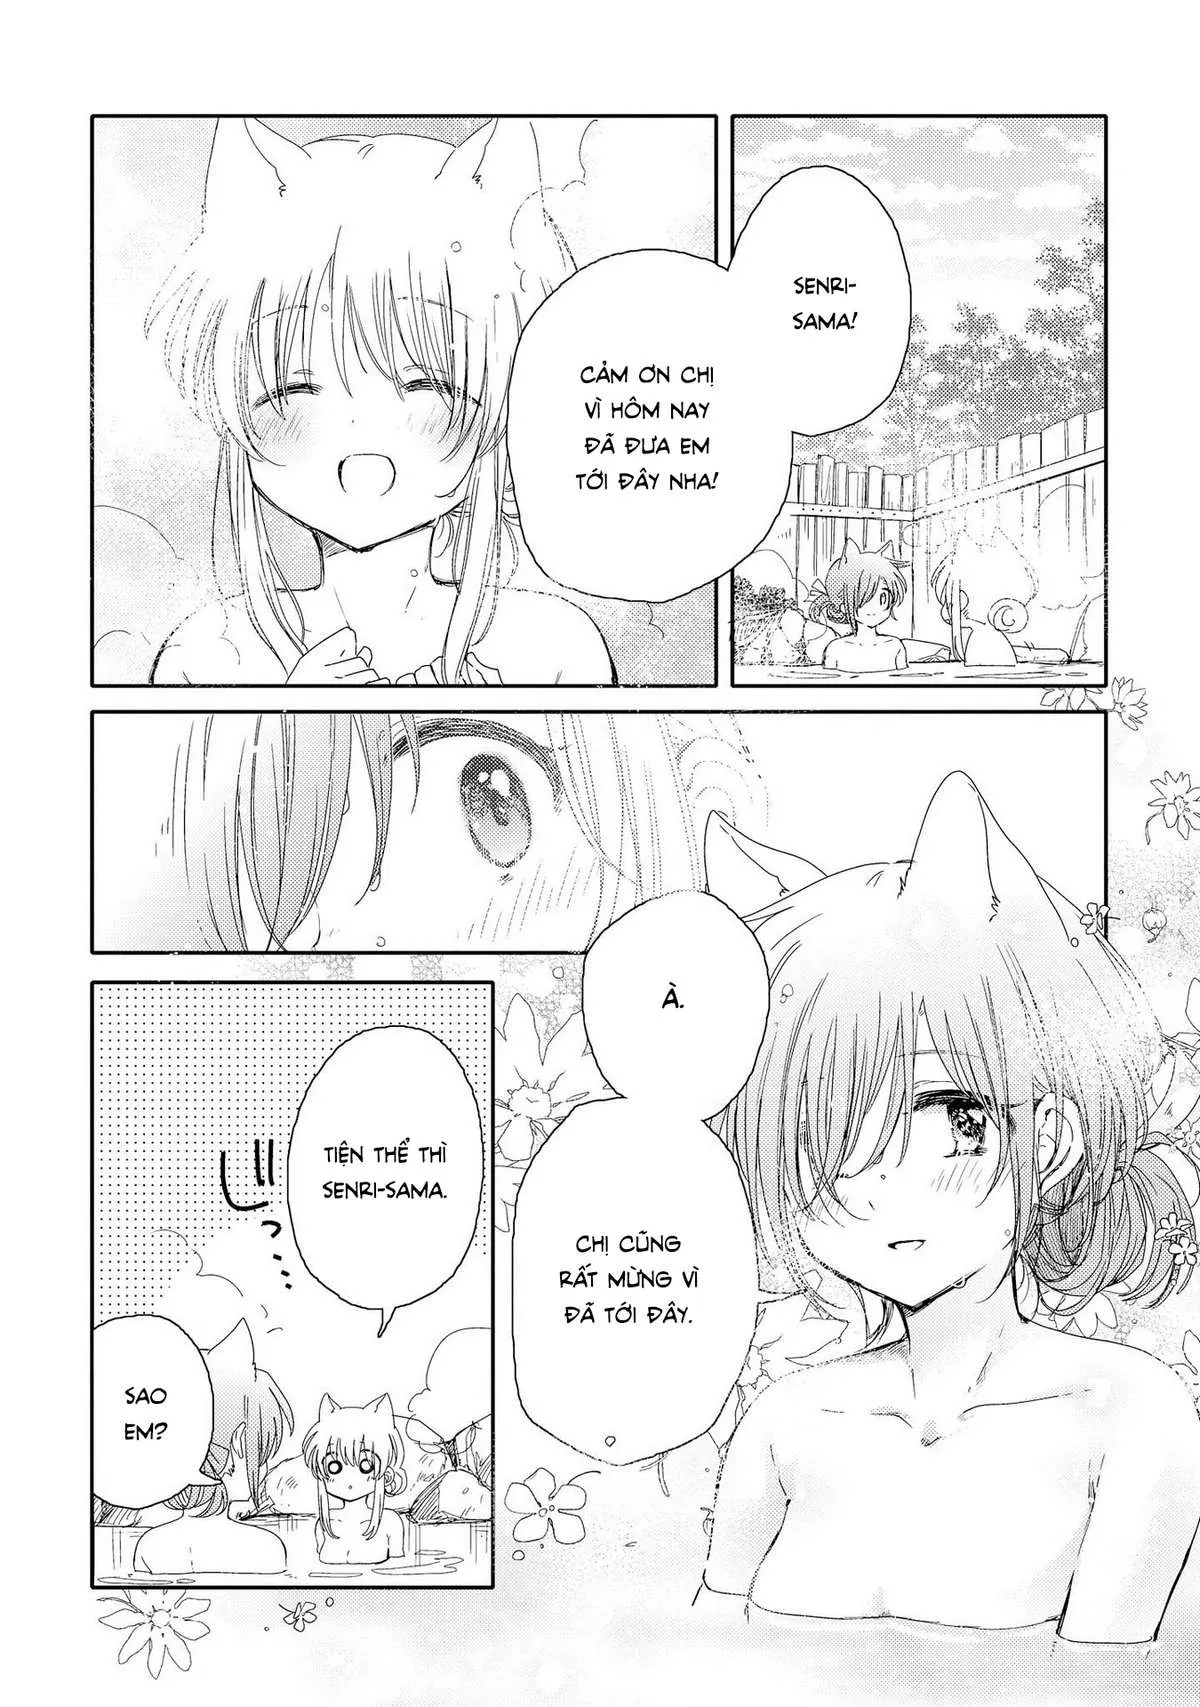 SENRI-
SAMA!
CẢM ƠN CHỊ
VÌ HÔM NAY
ĐÃ ĐƯA EM
TỚI ĐÂY NHA!
À.
CHỊ CŨNG
RẤT MỪNG VÌ
ĐÃ TỚI ĐÂY.
TIỆN THỂ THÌ
SENRI-SAMA.
SAO
EM?